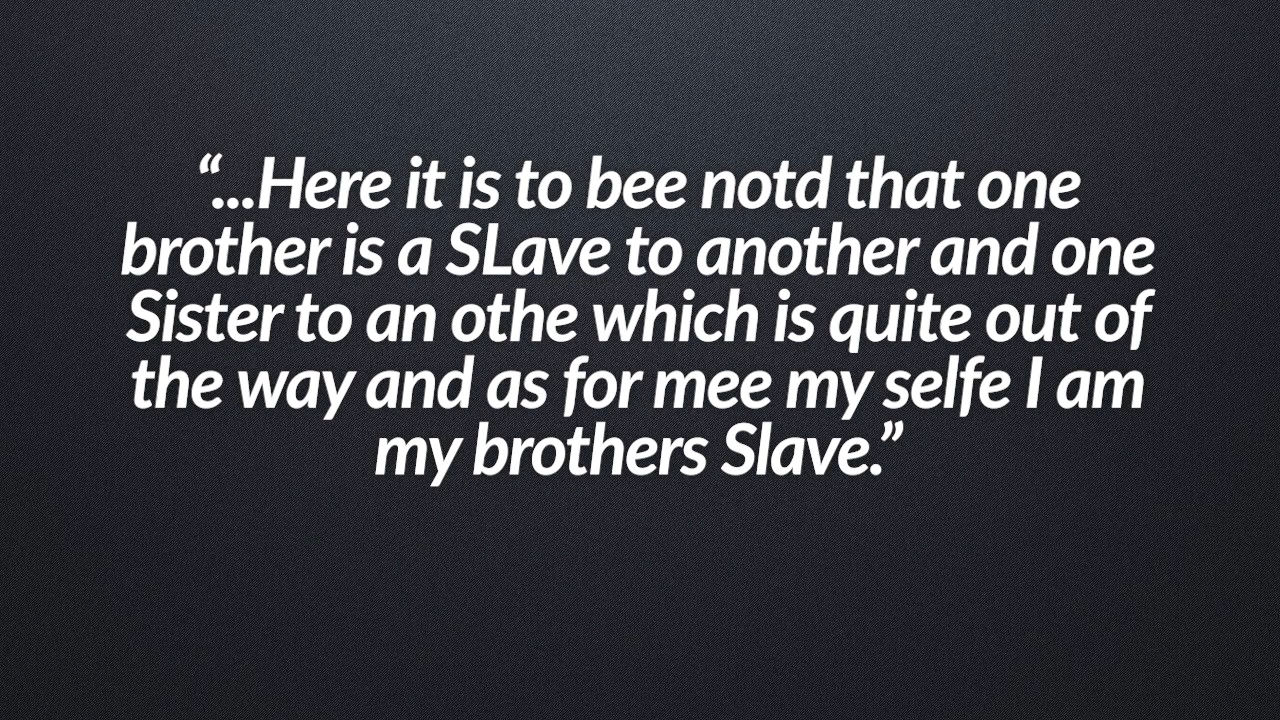 “...Here it is to bee notd that one
brother is a SLave to another and one
Sister to an othe which is quite out of
the way and as for mee my selfe I am
my brothers Slave.”